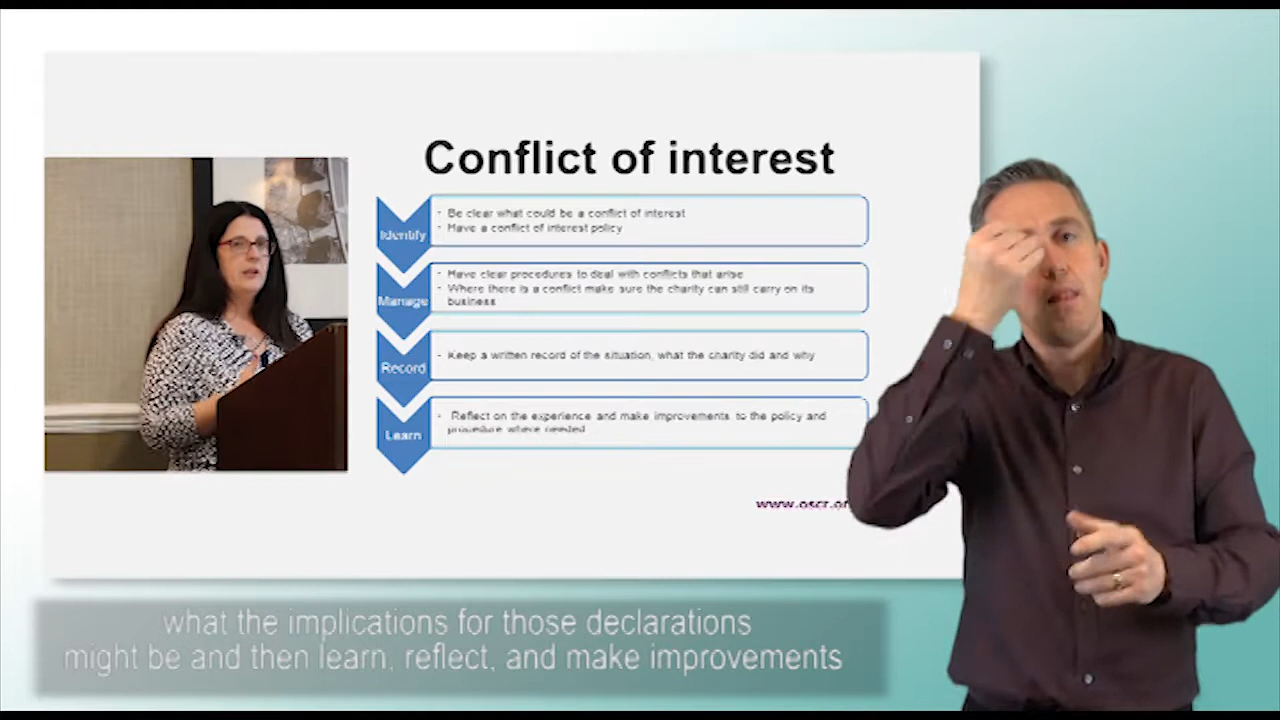 Conflict of interest
Identify
· Be clear what could be a conflict of interest
· Have a conflict of interest policy
Manage
· Have clear procedures to deal with conflicts that arise
· Where there is a conflict make sure the charity can still carry on its
business
Record
· Keep a written record of the situation, what the charity did and why
Learn
· Reflect on the experience and make improvements to the policy and
procedure where needed
www.oscr.or
what the implications for those declarations
might be and then learn, reflect, and make improvements